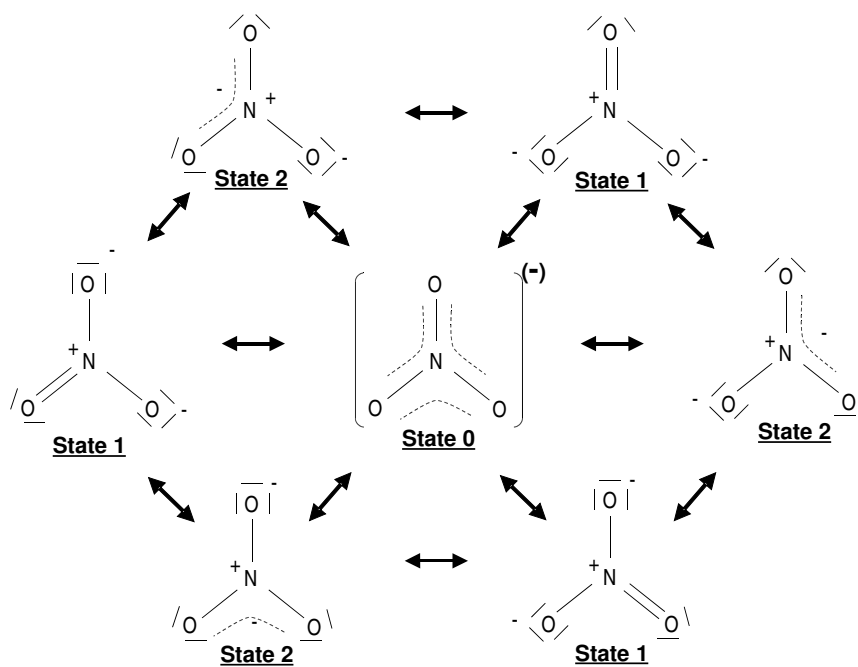 O
N
+
-
O
O
-
State 2
O
+
N
-
O
O
-
State 1
O
-
+
N
O
O
-
State 1
(-)
O
N
O
O
State 0
O
-
+
N
-
O
O
State 2
O
-
+
N
-
O
O
State 2
O
-
+
N
-
O
O
State 1